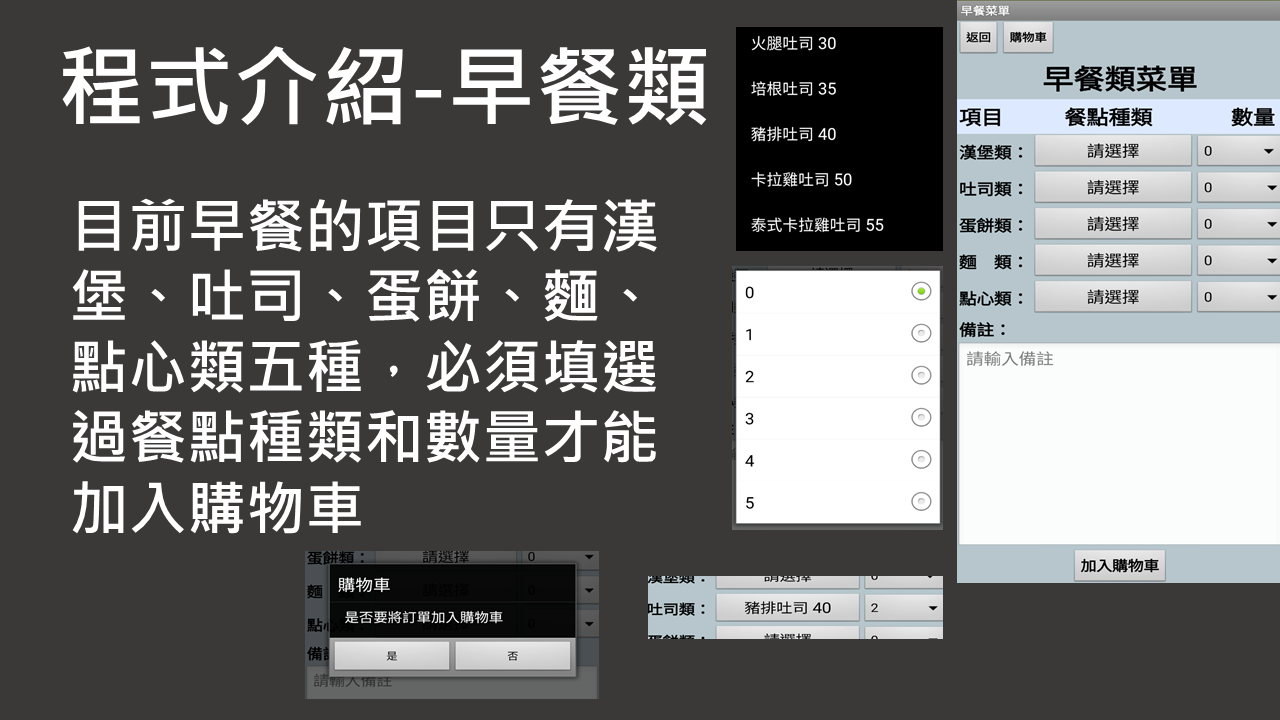 程式介紹-早餐類
目前早餐的項目只有漢
堡、吐司、蛋餅、麵、
點心類五種，必須填選
過餐點種類和數量才能
加入購物車
火腿吐司 30
培根吐司 35
豬排吐司 40
卡拉雞吐司 50
泰式卡拉雞吐司 55
0
1
2
3
4
5
早餐菜單
返回 購物車
早餐類菜單
項目 餐點種類 數量
漢堡類： 請選擇 0
吐司類： 請選擇 0
蛋餅類： 請選擇 0
麵　類： 請選擇 0
點心類： 請選擇 0
備註：
請輸入備註
加入購物車
蛋餅類： 請選擇 0
麵
購物車
點心
是否要將訂單加入購物車
備
是 否
請輸入備註
漢堡類： 請選擇 0
吐司類： 豬排吐司 40 2
蛋餅類： 請選擇 0